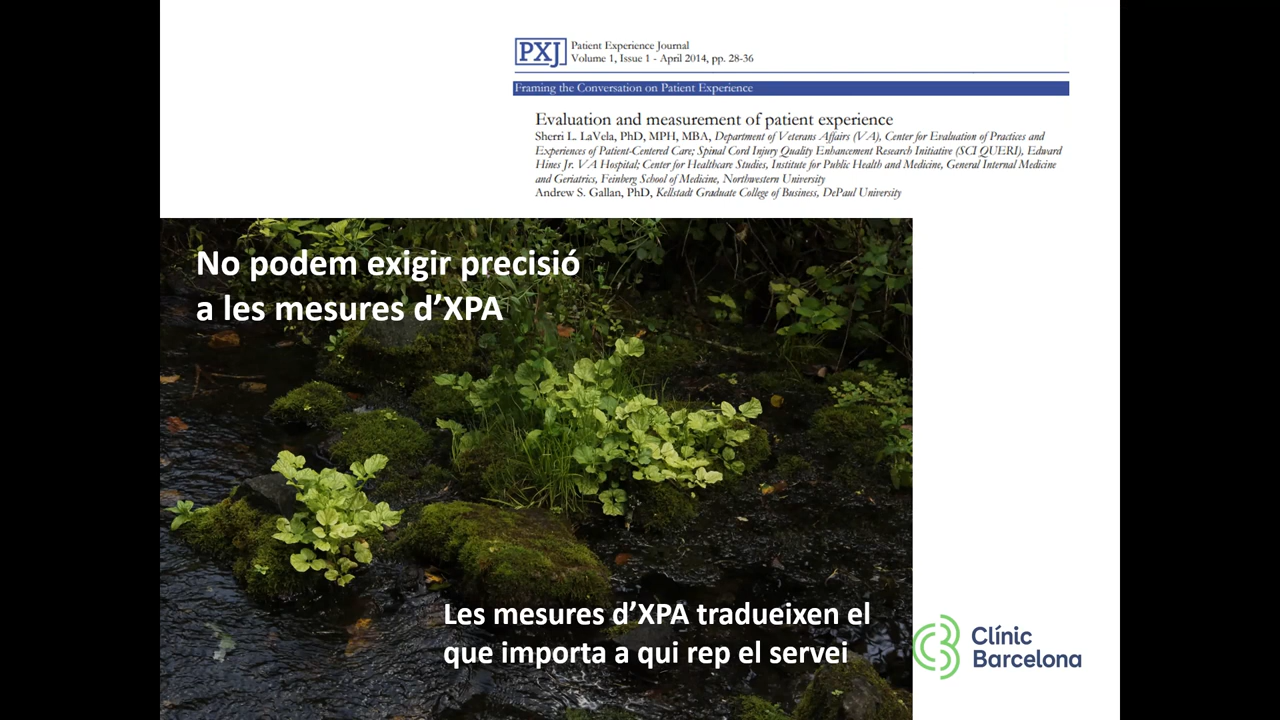 PXJ
Patient Experience Journal
Volume 1, Issue 1 - April 2014, pp. 28-36
Framing the Conversation on Patient Experience
Evaluation and measurement of patient experience
Sherri L. LaVela, PhD, MPH, MBA, Department of Veterans Affairs (VA), Center for Evaluation of Practices and
Experiences of Patient-Centered Care; Spinal Cord Injury Quality Enhancement Research Initiative (SCI QUERI), Edward
Hines Jr. VA Hospital; Center for Healthcare Studies, Institute for Public Health and Medicine, General Internal Medicine
and Geriatrics, Feinberg School of Medicine, Northwestern University
Andrew S. Gallan, PhD, Kellstadt Graduate College of Business, DePaul University
No podem exigir precisió
a les mesures d’XPA
Les mesures d’XPA tradueixen el
que importa a qui rep el servei
Clínic
Barcelona